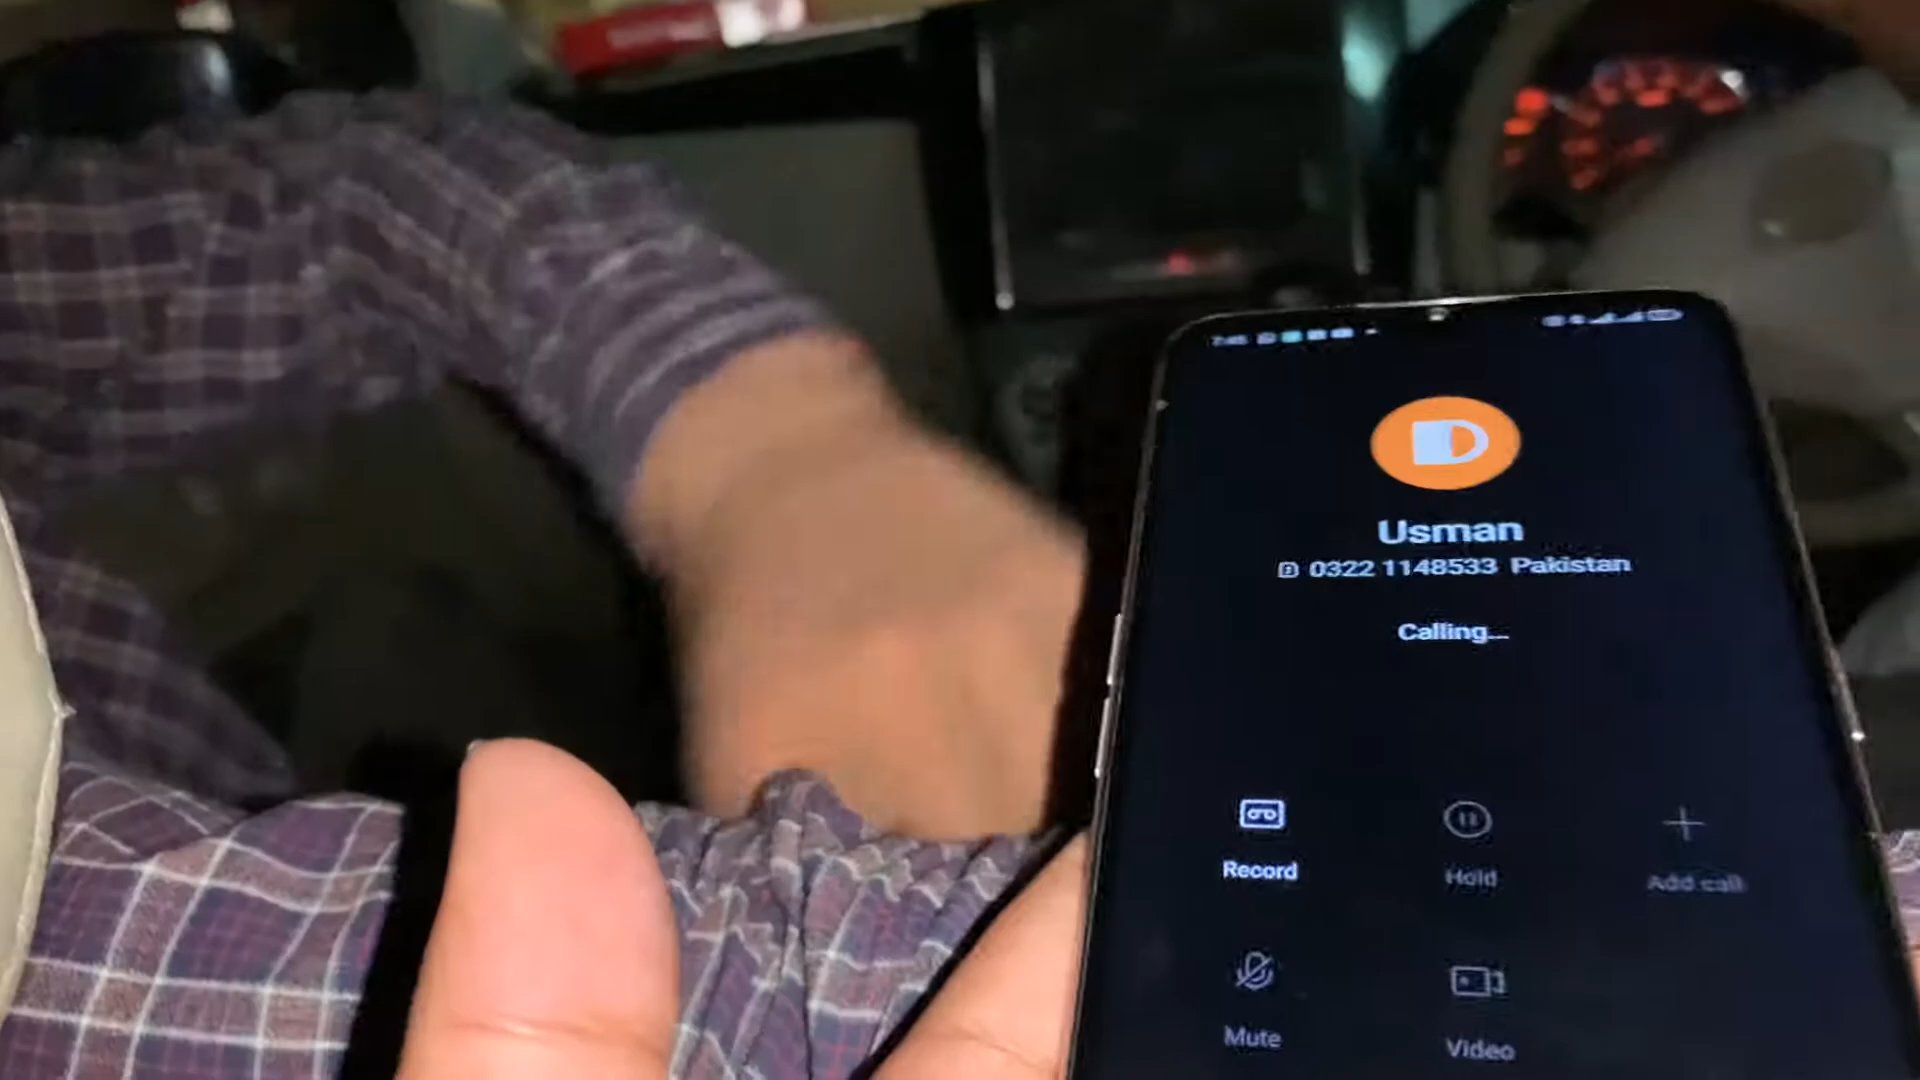 Usman
0322 1148533 Pakistan
Calling...
Record
Hold
Add call
Mute
Video